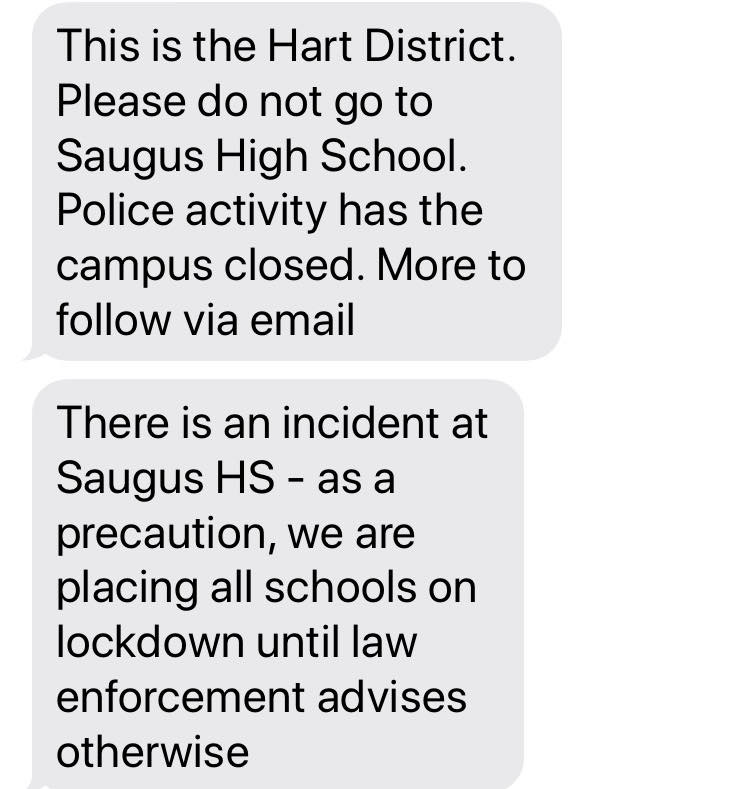 This is the Hart District.
Please do not go to
Saugus High School.
Police activity has the
campus closed. More to
follow via email
There is an incident at
Saugus HS - as a
precaution, we are
placing all schools on
lockdown until law
enforcement advises
otherwise